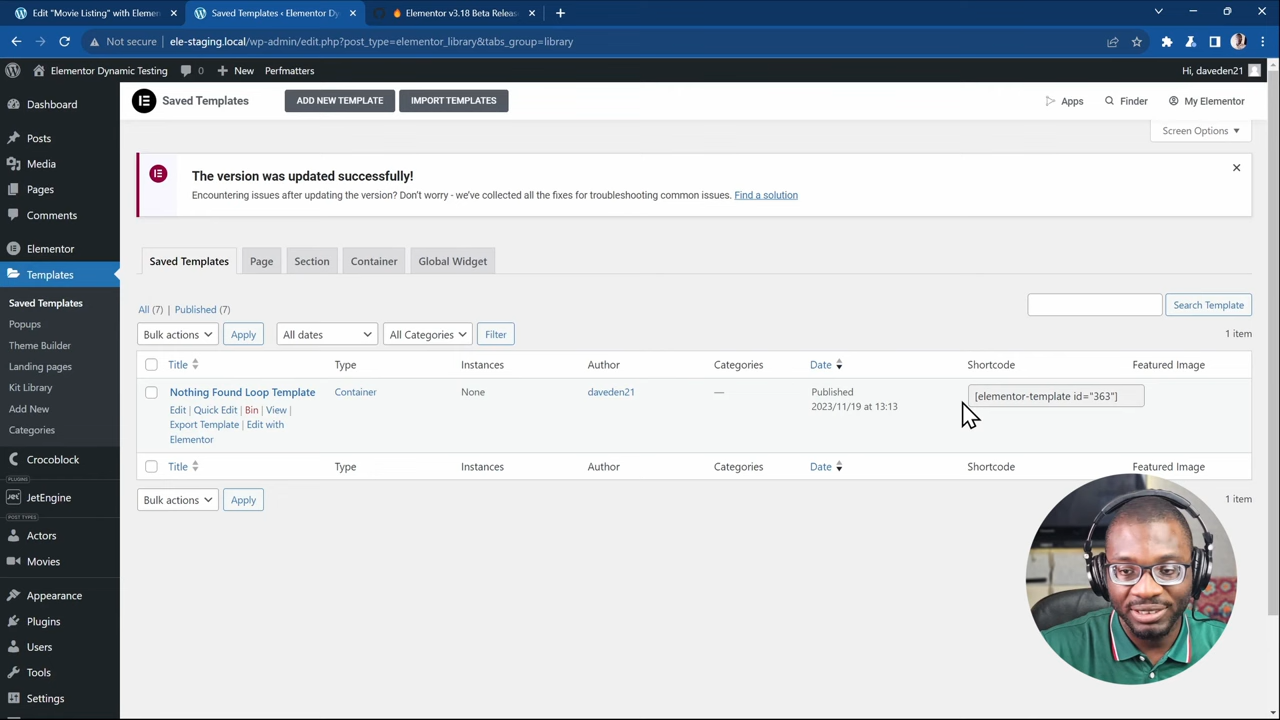 Edit "Movie Listing" with Elemen
Saved Templates ‹ Elementor Dy
Elementor v3.18 Beta Releas
Not secure
ele-staging.local/wp-admin/edit.php?post_type=elementor_library&tabs_group=library
Elementor Dynamic Testing
0
New
Perfmatters
Hi, daveden21
Dashboard
Posts
Media
Pages
Comments
Elementor
Templates
Saved Templates
Popups
Theme Builder
Landing pages
Kit Library
Add New
Categories
Crocoblock
PLUGINS
JetEngine
POST TYPES
Actors
Movies
Appearance
Plugins
Users
Tools
Settings
Saved Templates
ADD NEW TEMPLATE
IMPORT TEMPLATES
Apps
Finder
My Elementor
Screen Options
The version was updated successfully!
Encountering issues after updating the version? Don't worry - we've collected all the fixes for troubleshooting common issues. Find a solution
Saved Templates
Page
Section
Container
Global Widget
All (7) | Published (7)
Search Template
Bulk actions
Apply
All dates
All Categories
Filter
1 item
Title
Type
Instances
Author
Categories
Date
Shortcode
Featured Image
Nothing Found Loop Template
Edit | Quick Edit | Bin | View |
Export Template | Edit with
Elementor
Container
None
daveden21
—
Published
2023/11/19 at 13:13
[elementor-template id="363"]
Title
Type
Instances
Author
Categories
Date
Shortcode
Featured Image
Bulk actions
Apply
1 item